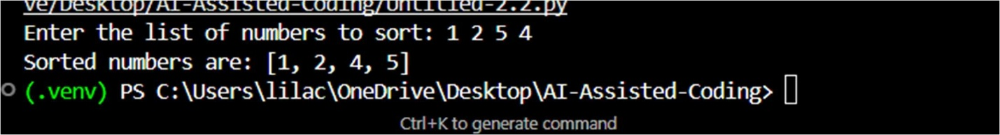 ve/Desktop/AI-Assisted-Coding/Untitled-2.2.py
Enter the list of numbers to sort: 1 2 5 4
Sorted numbers are: [1, 2, 4, 5]
(.venv) PS C:\Users\lilac\OneDrive\Desktop\AI-Assisted-Coding>
Ctrl+K to generate command